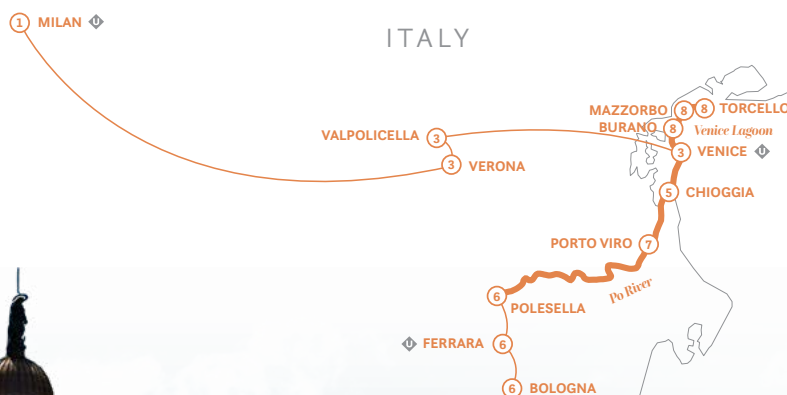 1 MILAN U
ITALY
MAZZORBO 8 8 TORCELLO
BURANO 8 Venice Lagoon
VALPOLICELLA 3
3 VENICE U
3 VERONA
5 CHIOGGIA
PORTO VIRO 7
Po River
6
POLESELLA
U FERRARA 6
6 BOLOGNA